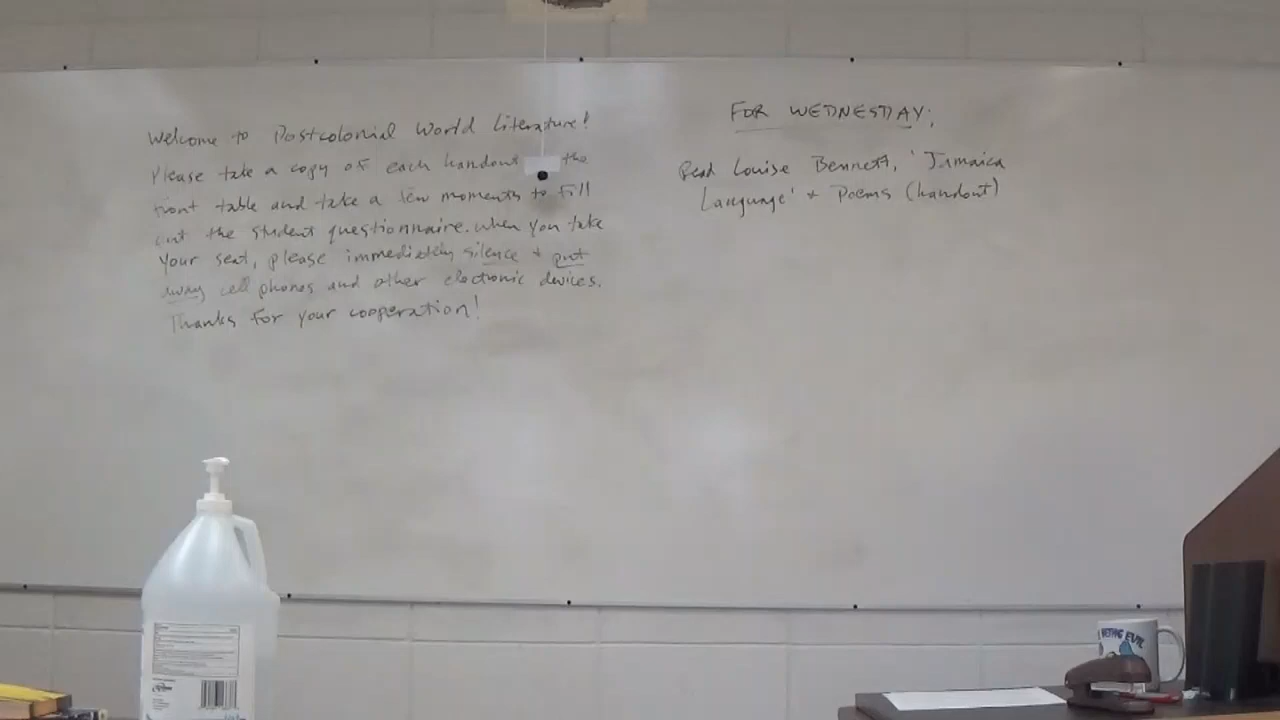 Welcome to Postcolonial World Literature!
Please take a copy of each handout the
front table and take a few moments to fill
out the student questionnaire. When you take
your seat, please immediately silence + put
away cell phones and other electronic devices.
Thanks for your cooperation!
FOR WEDNESDAY:
Read Louise Bennett, 'Jamaica
Language' + Poems (handout)
EVIL